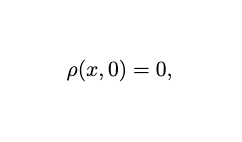 ρ(x, 0) = 0,